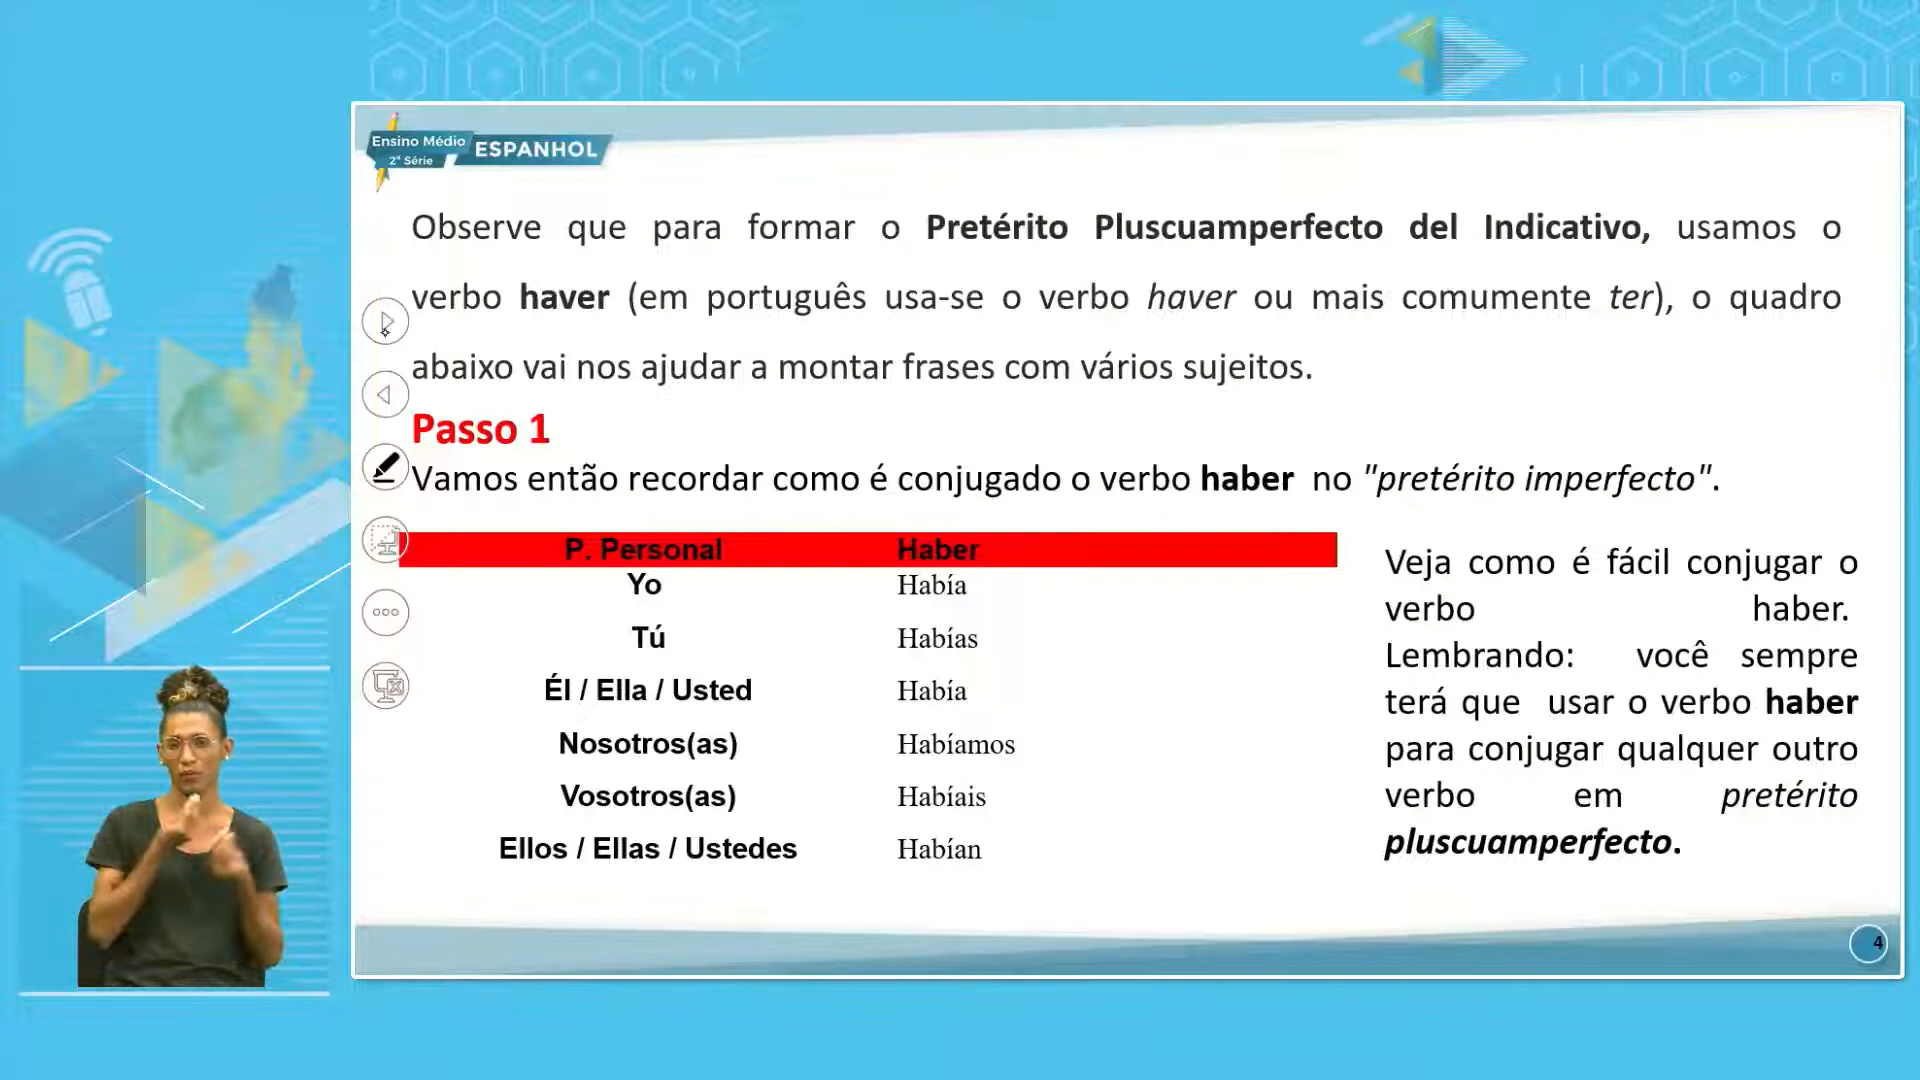 Ensino Médio
2ª Série
ESPANHOL
Observe que para formar o Pretérito Pluscuamperfecto del Indicativo, usamos o
verbo haver (em português usa-se o verbo haver ou mais comumente ter), o quadro
abaixo vai nos ajudar a montar frases com vários sujeitos.
Passo 1
Vamos então recordar como é conjugado o verbo haber no "pretérito imperfecto".
P. Personal Haber
Yo Había
Tú Habías
Él / Ella / Usted Había
Nosotros(as) Habíamos
Vosotros(as) Habíais
Ellos / Ellas / Ustedes Habían
Veja como é fácil conjugar o
verbo haber.
Lembrando: você sempre
terá que usar o verbo haber
para conjugar qualquer outro
verbo em pretérito
pluscuamperfecto.
4